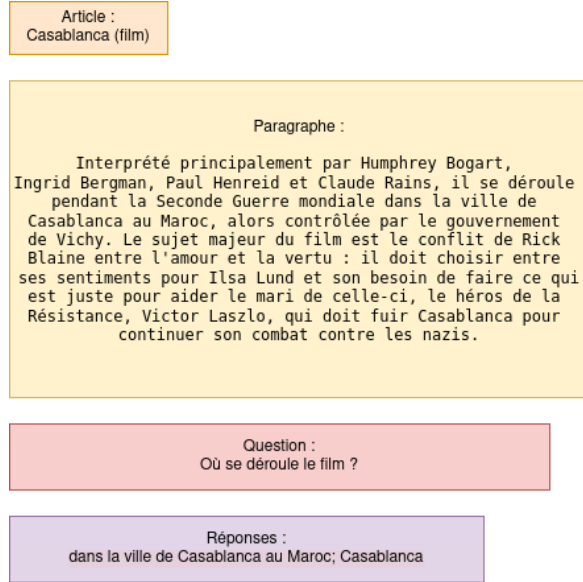 Article :
Casablanca (film)
Paragraphe :
Interprété principalement par Humphrey Bogart,
Ingrid Bergman, Paul Henreid et Claude Rains, il se déroule
pendant la Seconde Guerre mondiale dans la ville de
Casablanca au Maroc, alors contrôlée par le gouvernement
de Vichy. Le sujet majeur du film est le conflit de Rick
Blaine entre l'amour et la vertu : il doit choisir entre
ses sentiments pour Ilsa Lund et son besoin de faire ce qui
est juste pour aider le mari de celle-ci, le héros de la
Résistance, Victor Laszlo, qui doit fuir Casablanca pour
continuer son combat contre les nazis.
Question :
Où se déroule le film ?
Réponses :
dans la ville de Casablanca au Maroc; Casablanca